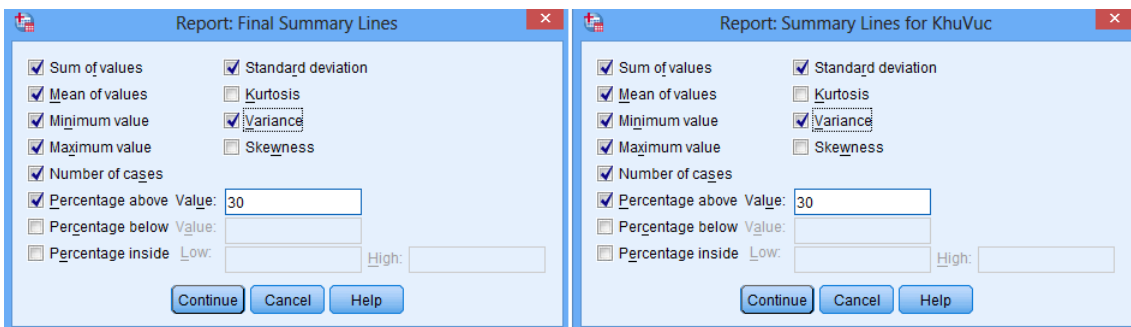 Report: Final Summary Lines
Sum of values Standard deviation
Mean of values Kurtosis
Minimum value Variance
Maximum value Skewness
Number of cases
Percentage above Value: 30
Percentage below Value:
Percentage inside Low: High:
Continue Cancel Help
Report: Summary Lines for KhuVuc
Sum of values Standard deviation
Mean of values Kurtosis
Minimum value Variance
Maximum value Skewness
Number of cases
Percentage above Value: 30
Percentage below Value:
Percentage inside Low: High:
Continue Cancel Help